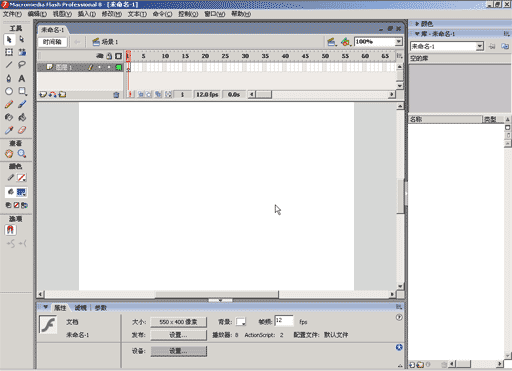 Macromedia Flash Professional 8 - [未命名-1]
文件(F) 编辑(E) 视图(V) 插入(I) 修改(M) 文本(T) 命令(C) 控制(O) 窗口(W) 帮助(H)
工具
查看
颜色
选项
未命名-1
时间轴 场景 1
1 5 10 15 20 25 30 35 40 45 50 55 60 65
图层 1
1 12.0 fps 0.0s
100%
颜色
库 - 未命名-1
未命名-1
空的库
名称 类型
属性 滤镜 参数
文档
未命名-1
大小: 550 x 400 像素 背景: 帧频: 12 fps
发布: 设置... 播放器: 8 ActionScript: 2 配置文件: 默认文件
设备: 设置...